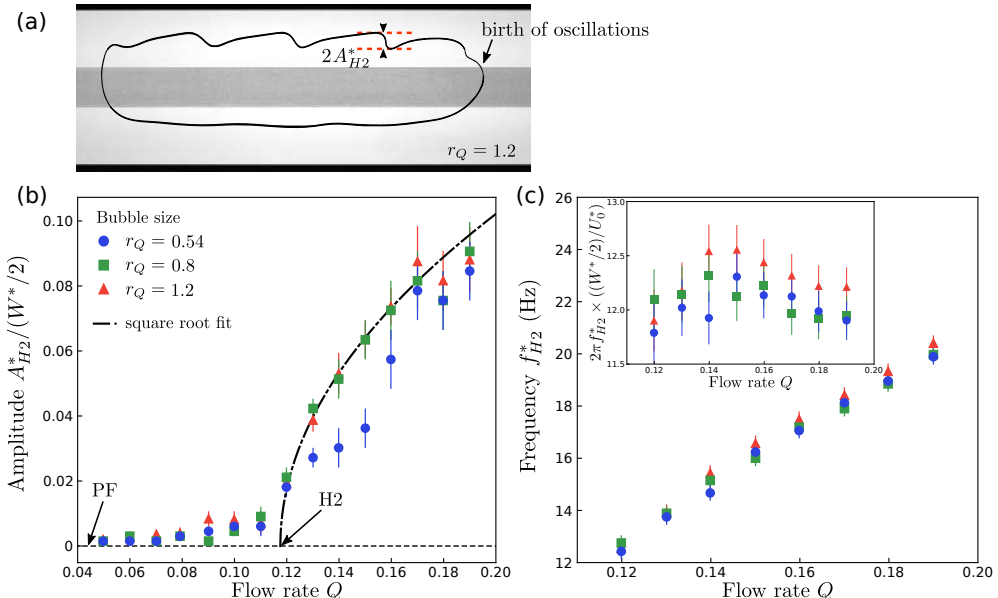 (a)
birth of oscillations
2A*H2
rQ = 1.2
(b)
Amplitude A*H2/(W*/2)
0.10
0.08
0.06
0.04
0.02
0
Bubble size
rQ = 0.54
rQ = 0.8
rQ = 1.2
square root fit
PF
H2
0.04 0.06 0.08 0.10 0.12 0.14 0.16 0.18 0.20
Flow rate Q
(c)
Frequency f*H2 (Hz)
26
24
22
20
18
16
14
12
2πf*H2 × ((W*/2)/U*0)
13.0
12.5
12.0
11.5
0.12 0.14 0.16 0.18 0.20
Flow rate Q
0.12 0.14 0.16 0.18 0.20
Flow rate Q